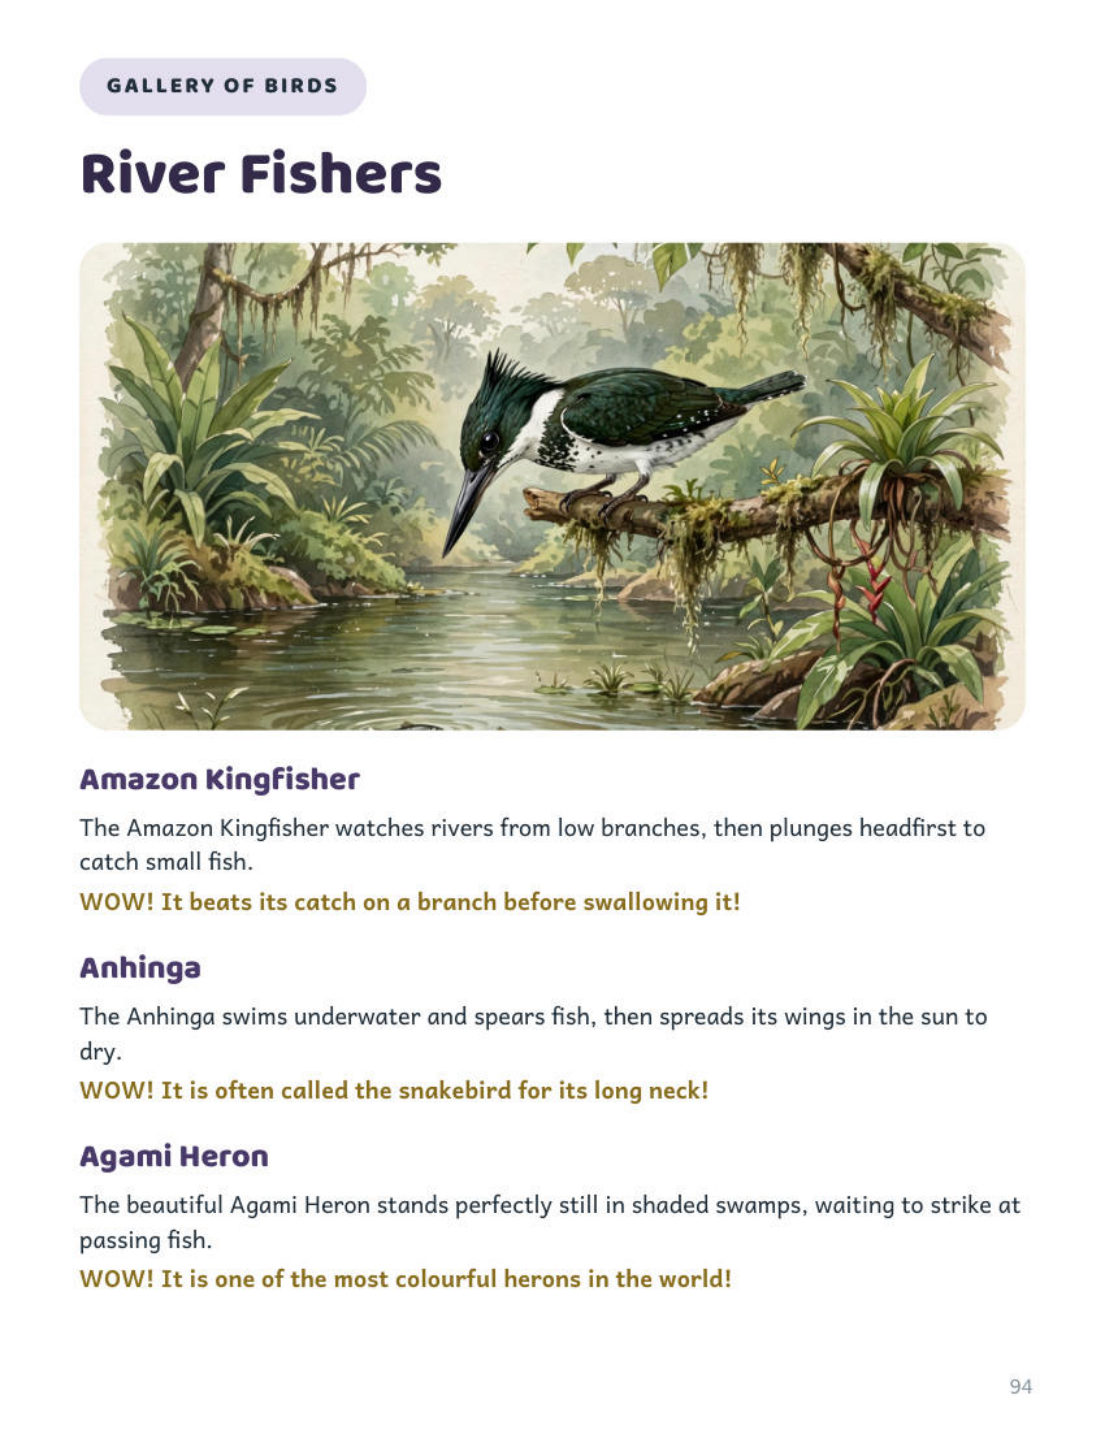 GALLERY OF BIRDS
River Fishers
Amazon Kingfisher
The Amazon Kingfisher watches rivers from low branches, then plunges headfirst to
catch small fish.
WOW! It beats its catch on a branch before swallowing it!
Anhinga
The Anhinga swims underwater and spears fish, then spreads its wings in the sun to
dry.
WOW! It is often called the snakebird for its long neck!
Agami Heron
The beautiful Agami Heron stands perfectly still in shaded swamps, waiting to strike at
passing fish.
WOW! It is one of the most colourful herons in the world!
94